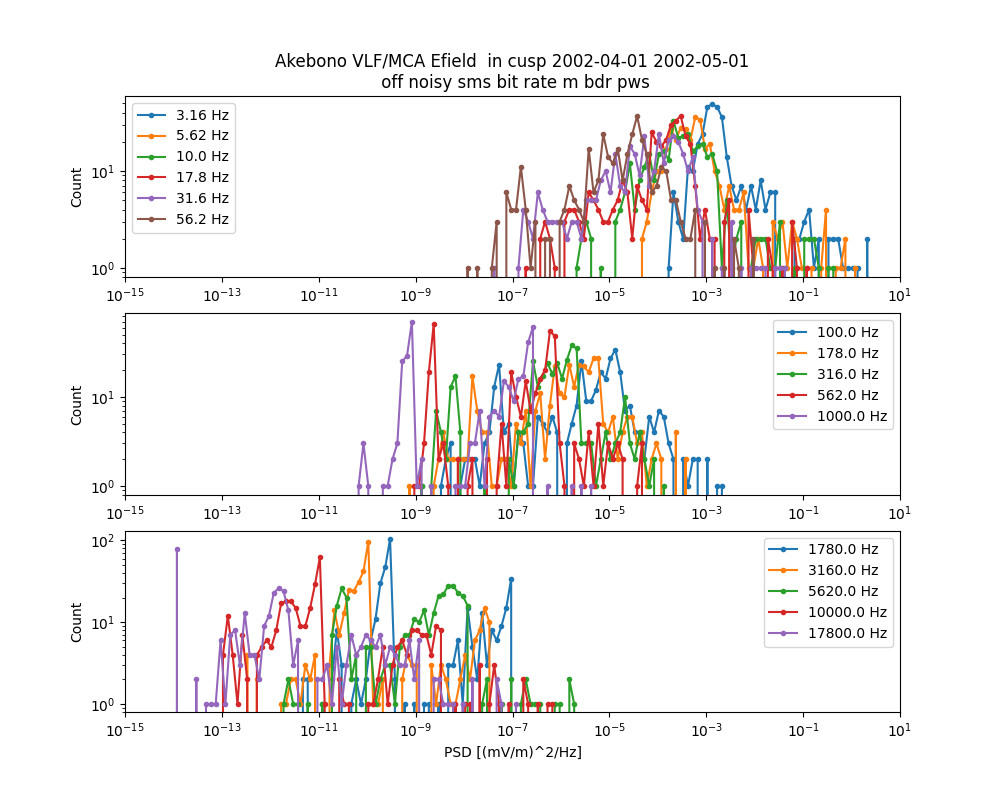 Akebono VLF/MCA Efield  in cusp 2002-04-01 2002-05-01
off noisy sms bit rate m bdr pws
Count
10^1
10^0
3.16 Hz
5.62 Hz
10.0 Hz
17.8 Hz
31.6 Hz
56.2 Hz
10^−15 10^−13 10^−11 10^−9 10^−7 10^−5 10^−3 10^−1 10^1
Count
10^1
10^0
100.0 Hz
178.0 Hz
316.0 Hz
562.0 Hz
1000.0 Hz
10^−15 10^−13 10^−11 10^−9 10^−7 10^−5 10^−3 10^−1 10^1
Count
10^2
10^1
10^0
1780.0 Hz
3160.0 Hz
5620.0 Hz
10000.0 Hz
17800.0 Hz
10^−15 10^−13 10^−11 10^−9 10^−7 10^−5 10^−3 10^−1 10^1
PSD [(mV/m)^2/Hz]